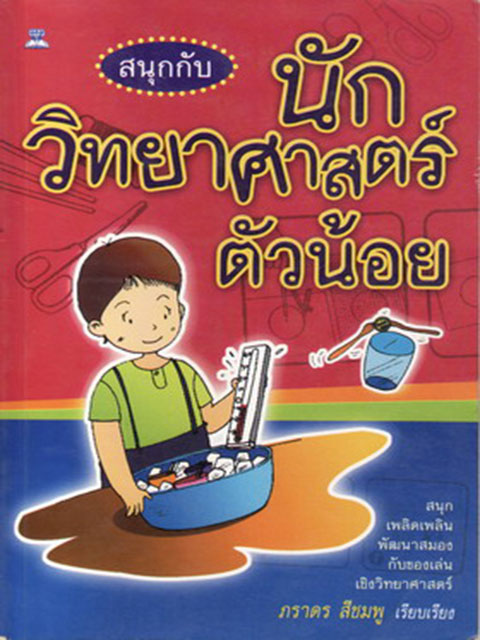 สนุกกับ
นัก
วิทยาศาสตร์
ตัวน้อย
สนุก
เพลิดเพลิน
พัฒนาสมอง
กับของเล่น
เชิงวิทยาศาสตร์
ภราดร สีชมพู เรียบเรียง